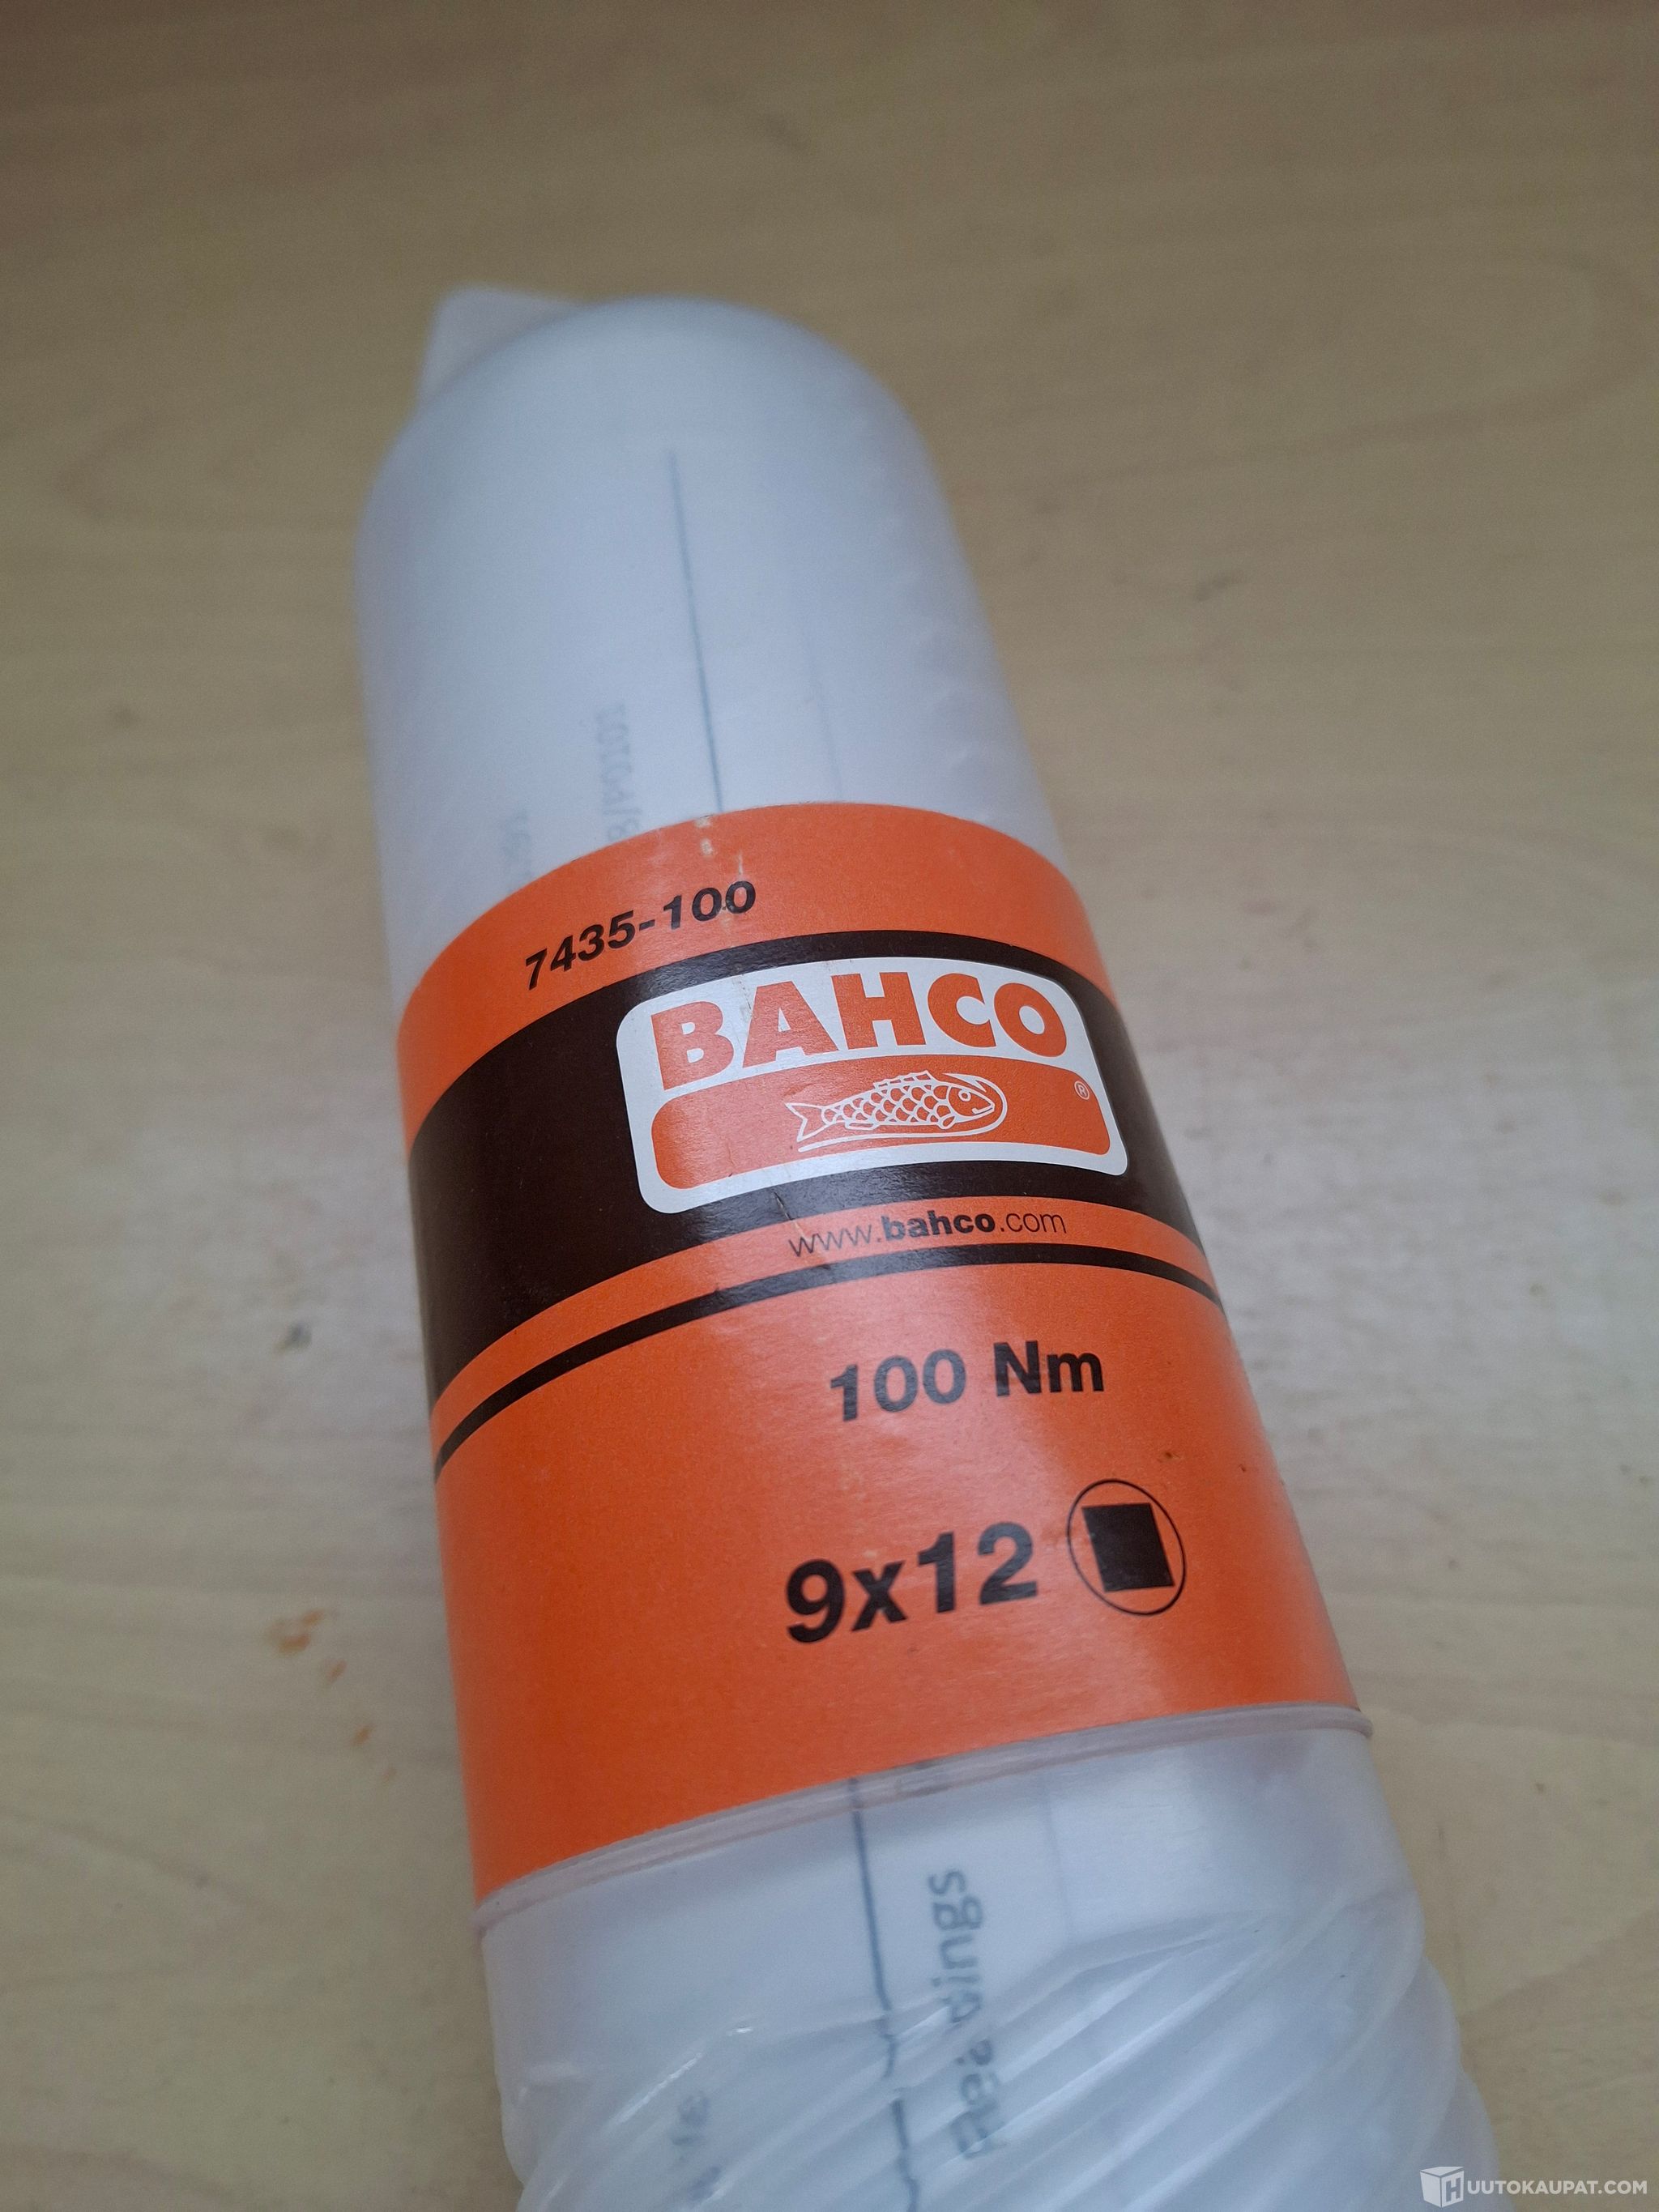 7435-100
BAHCO
®
www.bahco.com
100 Nm
9x12
HUUTOKAUPAT.COM